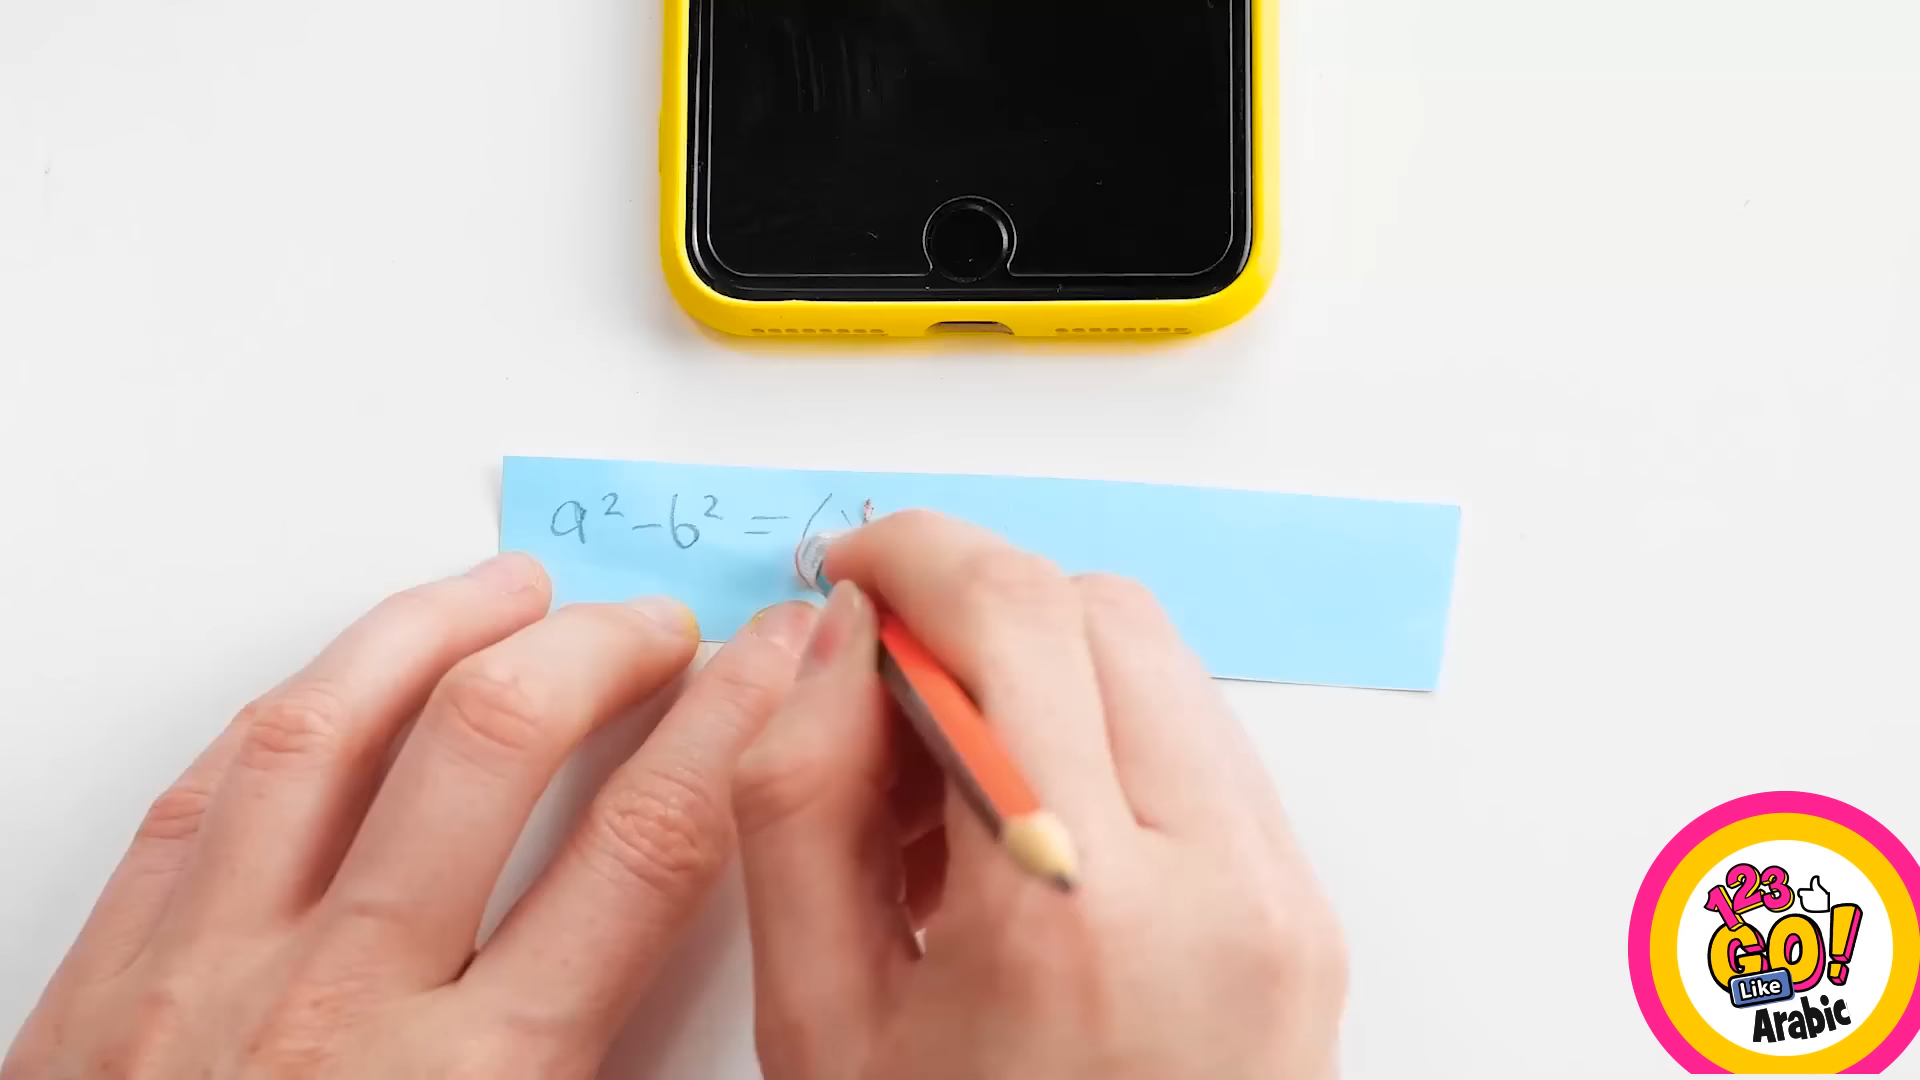 a² - b² = (
123
GO!
Like
Arabic